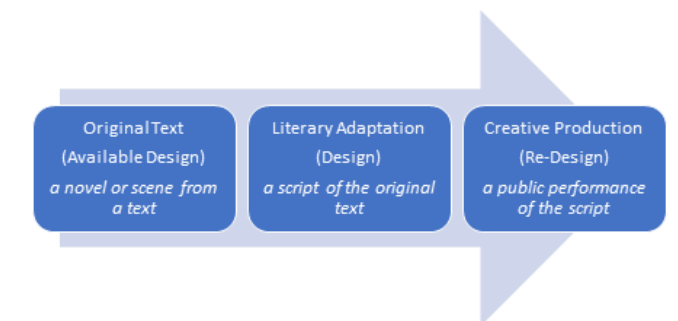 Original Text
(Available Design)
a novel or scene from
a text
Literary Adaptation
(Design)
a script of the original
text
Creative Production
(Re-Design)
a public performance
of the script